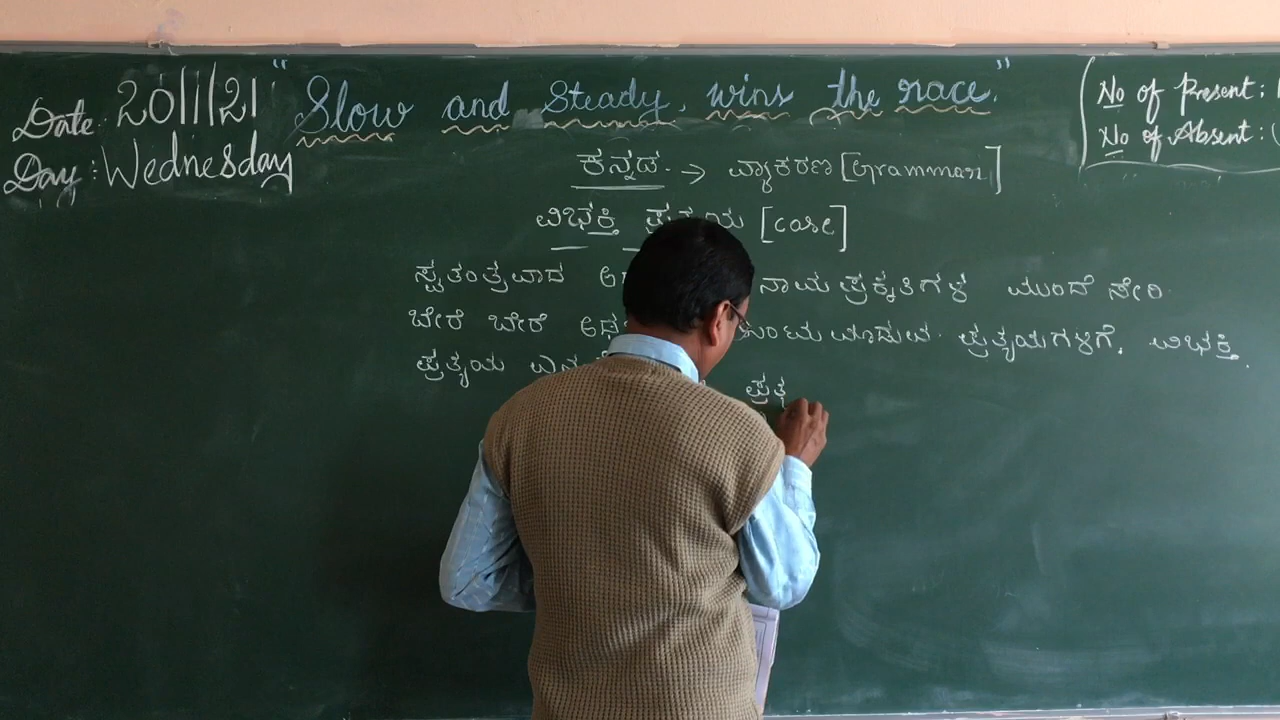 Date: 20/1/21
"Slow and Steady, wins the race."
No of Present:
No of Absent:
Day: Wednesday
ಕನ್ನಡ. → ವ್ಯಾಕರಣ [Grammar]
ವಿಭಕ್ತಿ [case]
ಸ್ವತಂತ್ರವಾದ ನಾಮ ಪ್ರಕೃತಿಗಳ ಮುಂದೆ ಸೇರಿ
ಬೇರೆ ಬೇರೆ ಮಾಡುವ. ಪ್ರತ್ಯಯಗಳಿಗೆ, ವಿಭಕ್ತಿ
ಪ್ರತ್ಯಯ